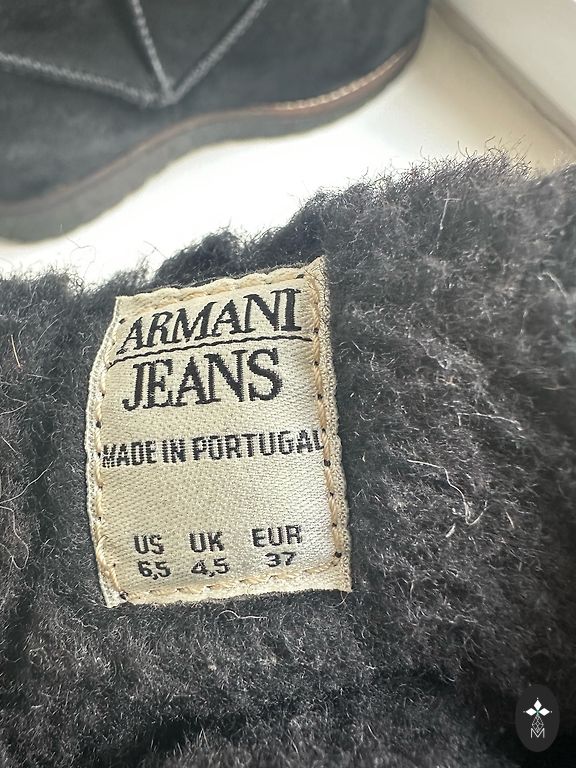 ARMANI
JEANS
MADE IN PORTUGAL
US UK EUR
6,5 4,5 37
M